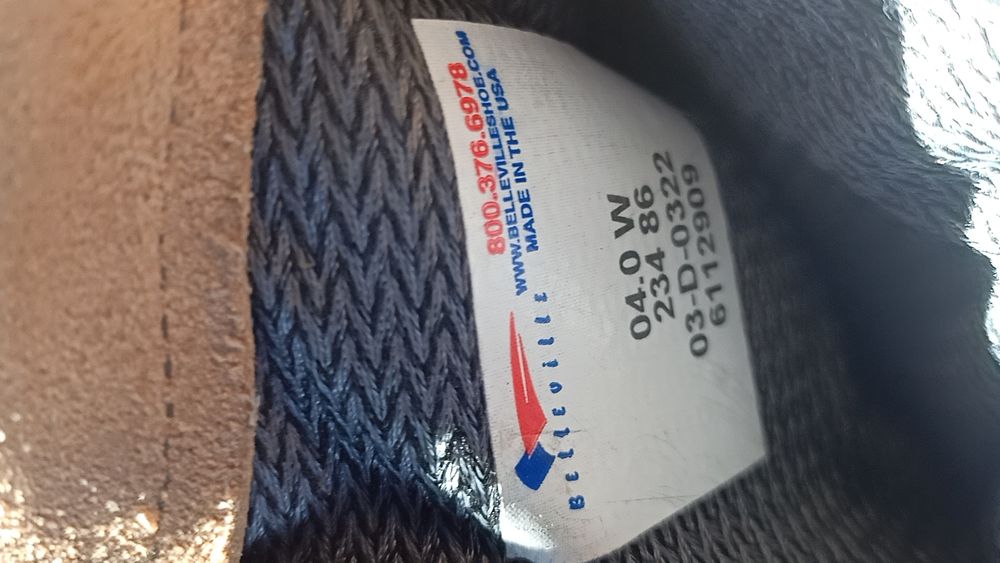 800.376.6978
WWW.BELLEVILLESHOE.COM
MADE IN THE USA
BELLEVILLE
04.0 W
234 86
03-D-0322
6112909